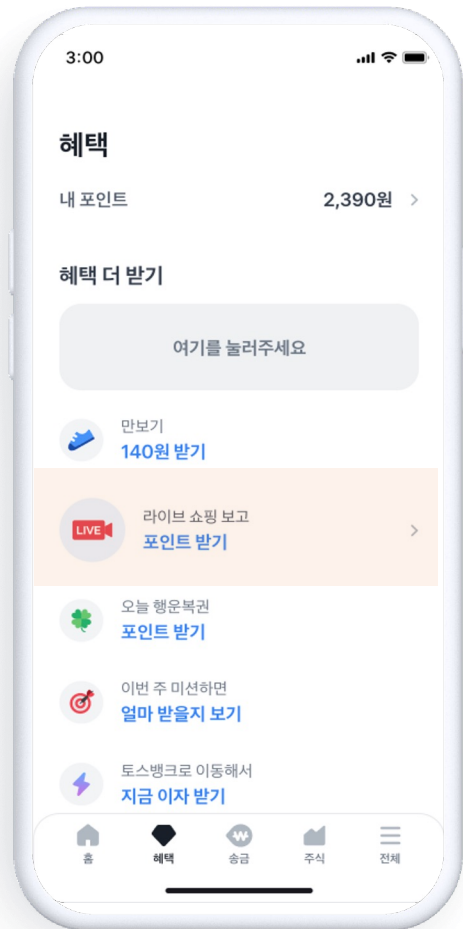 3:00
혜택
내 포인트 2,390원
혜택 더 받기
여기를 눌러주세요
만보기
140원 받기
LIVE
라이브 쇼핑 보고
포인트 받기
오늘 행운복권
포인트 받기
이번 주 미션하면
얼마 받을지 보기
토스뱅크로 이동해서
지금 이자 받기
홈 혜택 송금 주식 전체